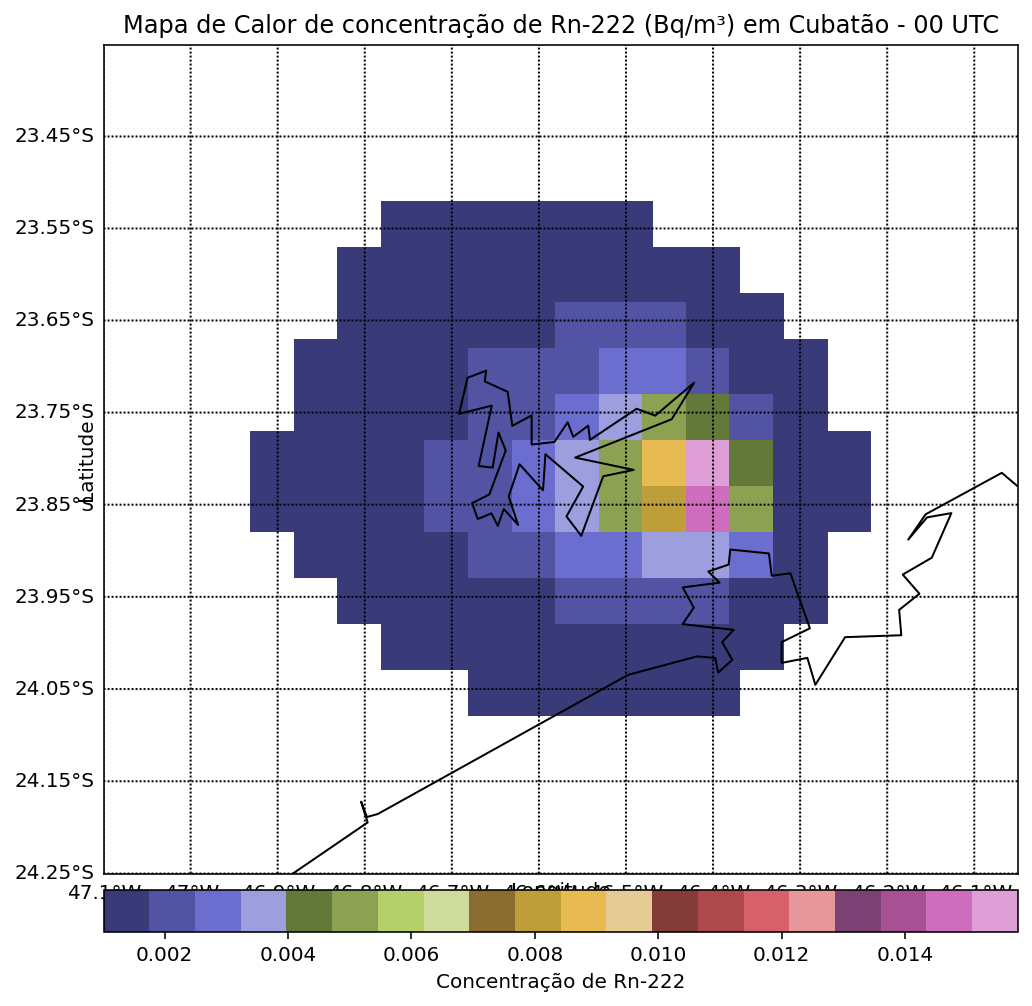 Mapa de Calor de concentração de Rn-222 (Bq/m³) em Cubatão - 00 UTC
23.45°S
23.55°S
23.65°S
23.75°S
Latitude
23.85°S
23.95°S
24.05°S
24.15°S
24.25°S
47.1°W 47°W 46.9°W 46.8°W 46.7°W 46.6°W 46.5°W 46.4°W 46.3°W 46.2°W 46.1°W
Longitude
0.002 0.004 0.006 0.008 0.010 0.012 0.014
Concentração de Rn-222